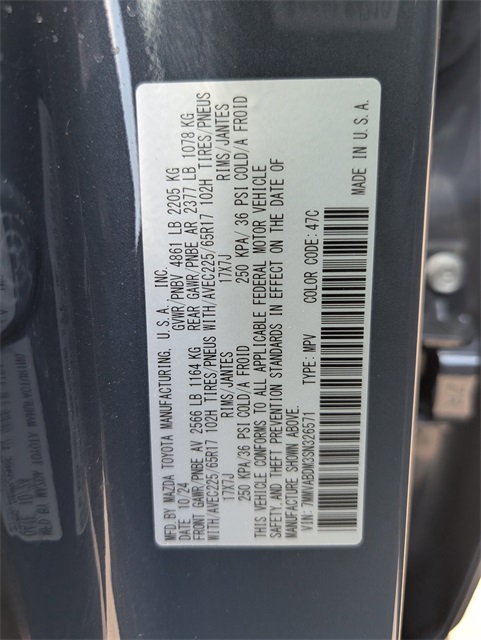 MFD.BY MAZDA TOYOTA MANUFACTURING, U.S.A., INC.
DATE 10/24 GVWR/PNBV 4861 LB 2205 KG
FRONT GAWR/PNBE AV 2566 LB 1164 KG REAR GAWR/PNBE AR 2377 LB 1078 KG
WITH/AVEC225/65R17 102H TIRES/PNEUS WITH/AVEC225/65R17 102H TIRES/PNEUS
17X7J RIMS/JANTES 17X7J RIMS/JANTES
250 KPA/36 PSI COLD/A FROID 250 KPA/ 36 PSI COLD/A FROID
THIS VEHICLE CONFORMS TO ALL APPLICABLE FEDERAL MOTOR VEHICLE
SAFETY, AND THEFT PREVENTION STANDARDS IN EFFECT ON THE DATE OF
MANUFACTURE SHOWN ABOVE.
VIN: 7MMVABDM3SN326571 TYPE: MPV COLOR CODE: 47C
MADE IN U.S.A.